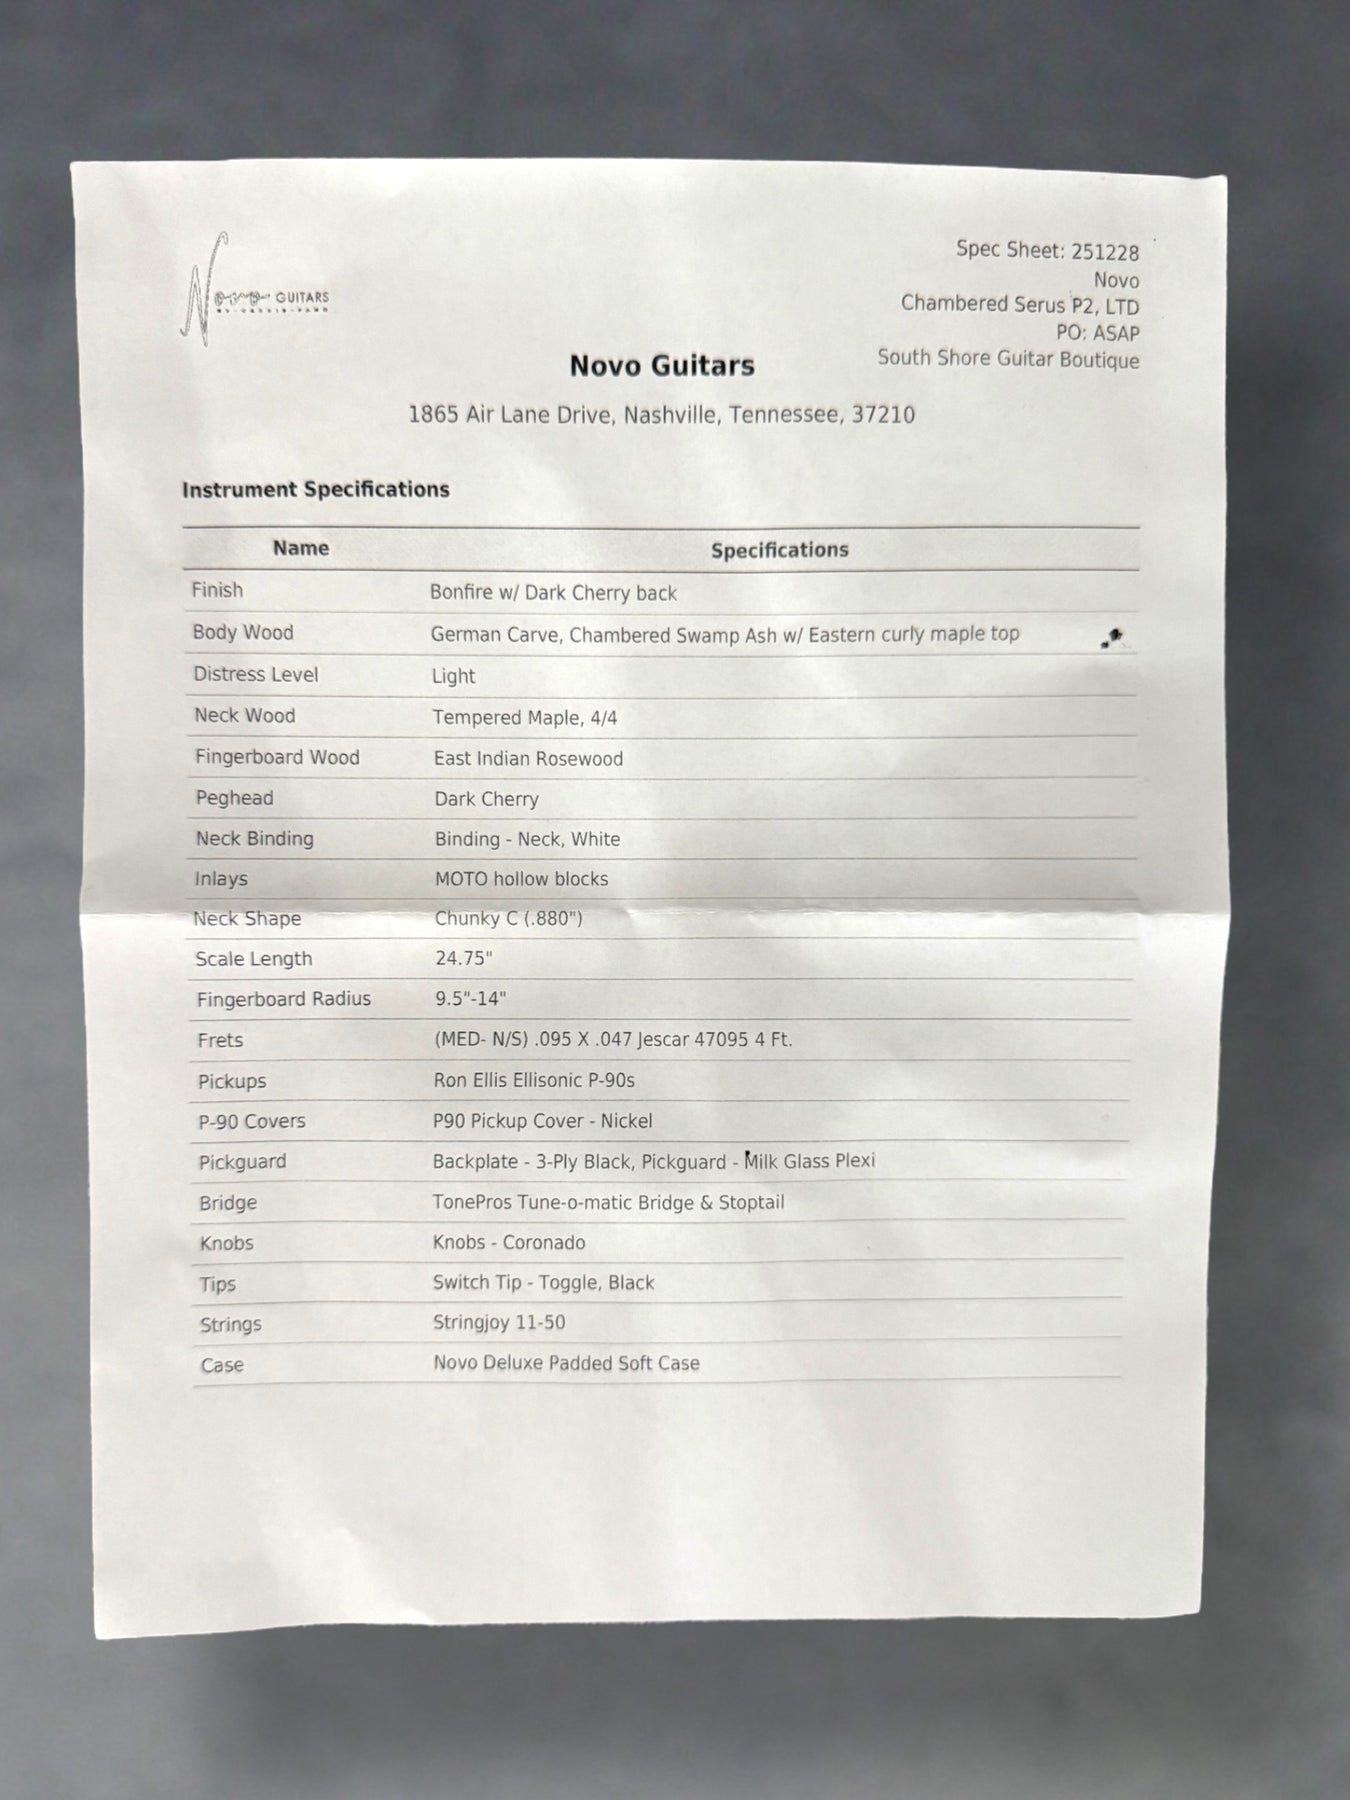 Novo GUITARS
Spec Sheet: 251228
Novo
Chambered Serus P2, LTD
PO: ASAP
South Shore Guitar Boutique
Novo Guitars
1865 Air Lane Drive, Nashville, Tennessee, 37210
Instrument Specifications
Name Specifications
Finish Bonfire w/ Dark Cherry back
Body Wood German Carve, Chambered Swamp Ash w/ Eastern curly maple top
Distress Level Light
Neck Wood Tempered Maple, 4/4
Fingerboard Wood East Indian Rosewood
Peghead Dark Cherry
Neck Binding Binding - Neck, White
Inlays MOTO hollow blocks
Neck Shape Chunky C (.880")
Scale Length 24.75"
Fingerboard Radius 9.5"-14"
Frets (MED- N/S) .095 X .047 Jescar 47095 4 Ft.
Pickups Ron Ellis Ellisonic P-90s
P-90 Covers P90 Pickup Cover - Nickel
Pickguard Backplate - 3-Ply Black, Pickguard - Milk Glass Plexi
Bridge TonePros Tune-o-matic Bridge & Stoptail
Knobs Knobs - Coronado
Tips Switch Tip - Toggle, Black
Strings Stringjoy 11-50
Case Novo Deluxe Padded Soft Case